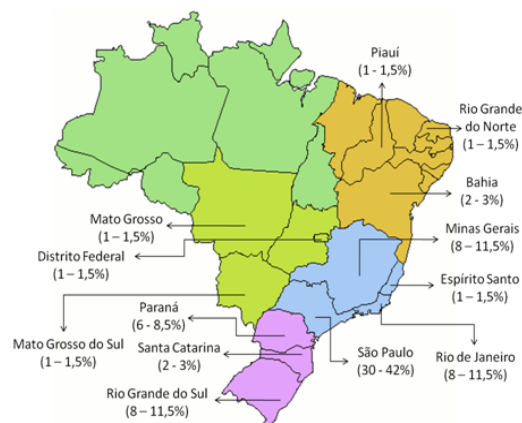 Piauí
(1 - 1,5%)
Rio Grande
do Norte
(1 – 1,5%)
Bahia
(2 - 3%)
Mato Grosso
(1 – 1,5%)
Minas Gerais
(8 – 11,5%)
Distrito Federal
(1 – 1,5%)
Espírito Santo
(1 – 1,5%)
Paraná
(6 - 8,5%)
Mato Grosso do Sul
(1 – 1,5%)
Santa Catarina
(2 - 3%)
São Paulo
(30 - 42%)
Rio de Janeiro
(8 – 11,5%)
Rio Grande do Sul
(8 – 11,5%)